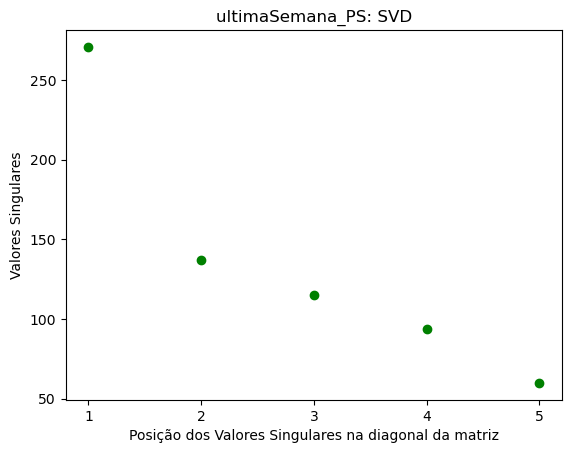 ultimaSemana_PS: SVD
Valores Singulares
250
200
150
100
50
1 2 3 4 5
Posição dos Valores Singulares na diagonal da matriz